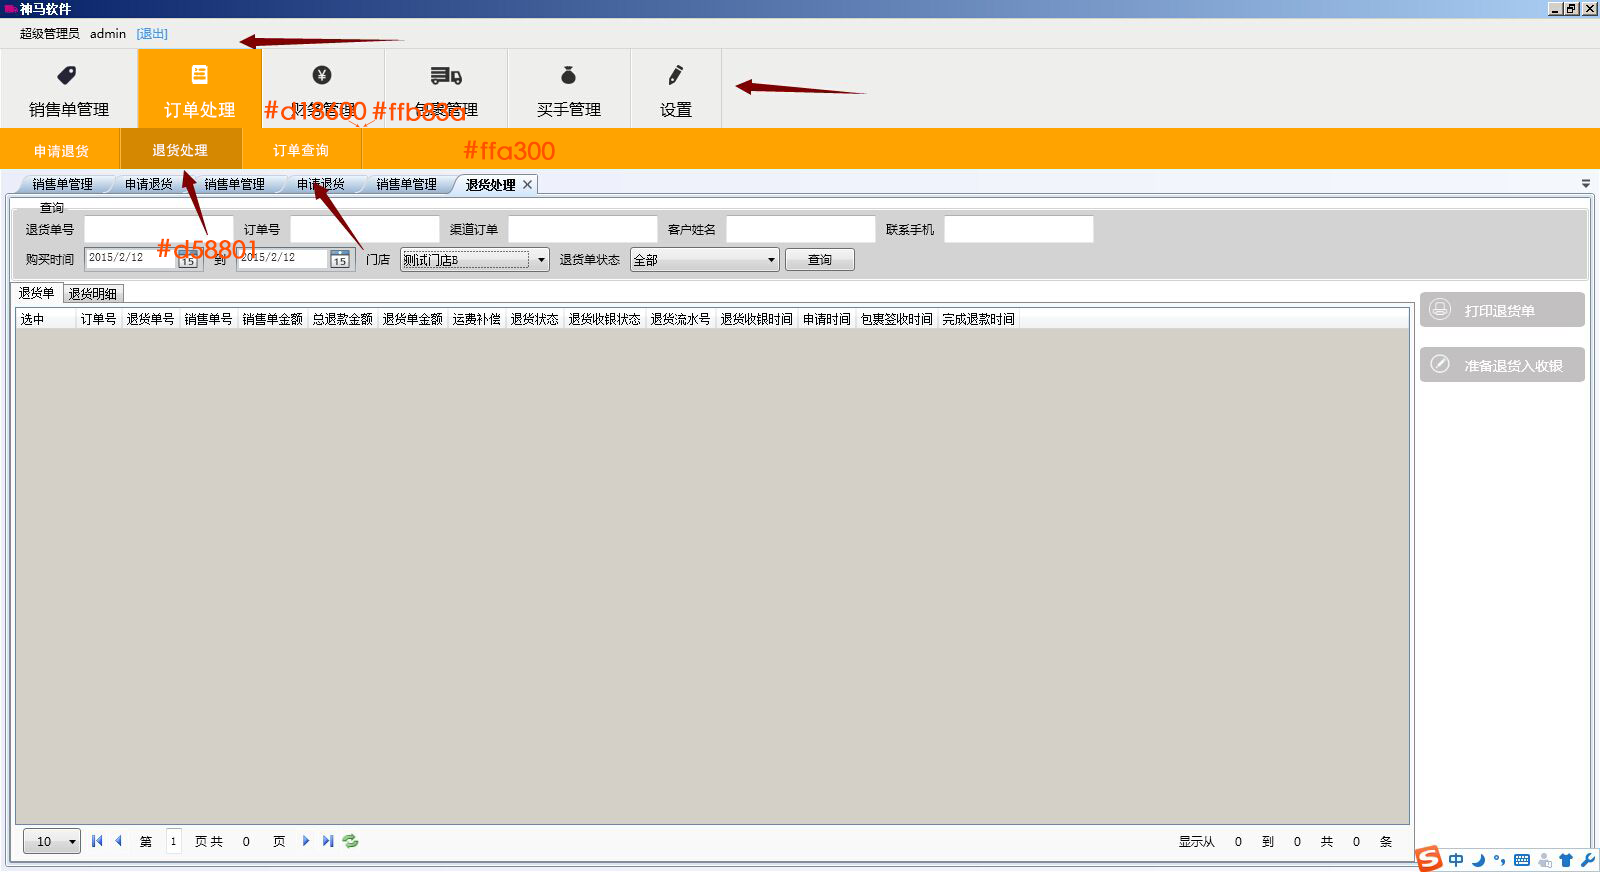 神马软件
超级管理员 admin [退出]
销售单管理 订单处理 财务管理 包裹管理 买手管理 设置
#d18600 #ffb83a
申请退货 退货处理 订单查询 #ffa300
销售单管理 申请退货 销售单管理 申请退货 销售单管理 退货处理
查询
退货单号 订单号 渠道订单 客户姓名 联系手机
#d58801
购买时间 2015/2/12 15 到 2015/2/12 15 门店 测试门店B 退货单状态 全部 查询
退货单 退货明细
选中 订单号 退货单号 销售单号 销售单金额 总退款金额 退货单金额 运费补偿 退货状态 退货收银状态 退货流水号 退货收银时间 申请时间 包裹签收时间 完成退款时间
打印退货单
准备退货入收银
10 第 1 页 共 0 页 显示从 0 到 0 共 0 条
S 中